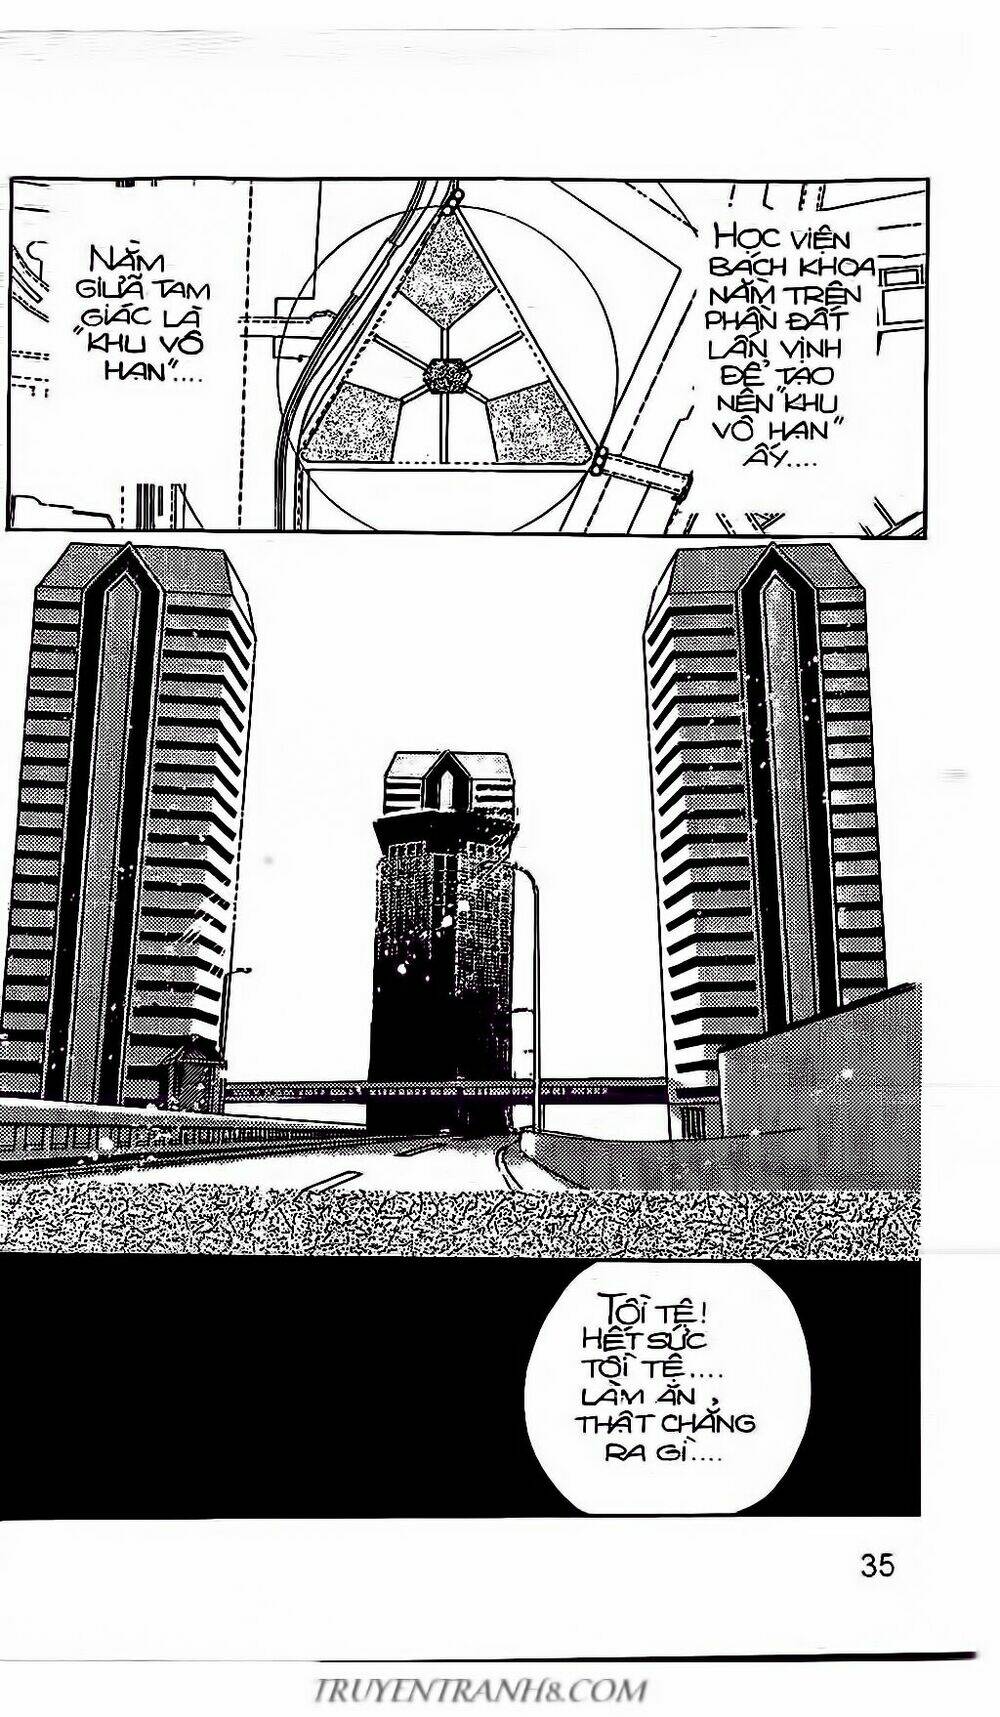 HỌC VIỆN
BÁCH KHOA
NẰM TRÊN
PHẦN ĐẤT
LẤN VỊNH
ĐỂ TẠO
NÊN "KHU
VÔ HẠN"
ẤY....
NẰM
GIỮA TAM
GIÁC LÀ
"KHU VÔ
HẠN"....
TỒI TỆ!
HẾT SỨC
TỒI TỆ....
LÀM ĂN
THẬT CHẲNG
RA GÌ....
35
TRUYENTRANH8.COM